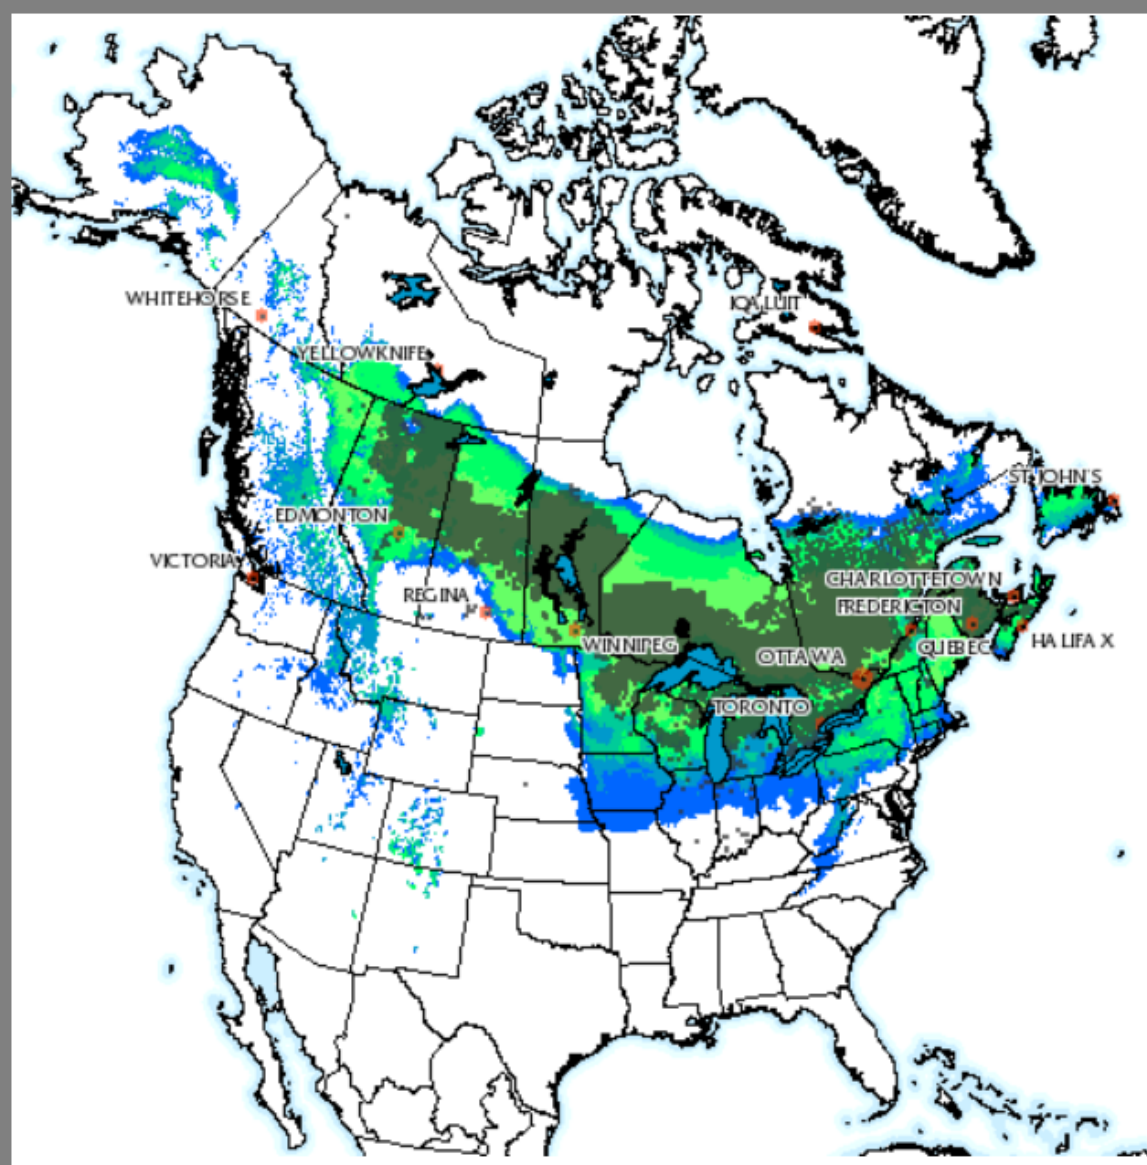 WHITEHORSE
IQALUIT
YELLOWKNIFE
ST JOHN'S
EDMONTON
VICTORIA
CHARLOTTETOWN
REGINA
FREDERICTON
WINNIPEG
QUEBEC
HALIFAX
OTTAWA
TORONTO